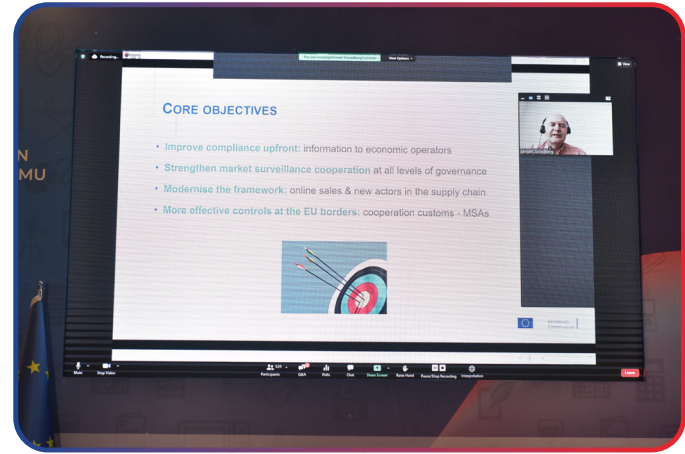 Recording...
View Options
View
CORE OBJECTIVES
• Improve compliance upfront: information to economic operators
• Strengthen market surveillance cooperation at all levels of governance
• Modernise the framework: online sales & new actors in the supply chain
• More effective controls at the EU borders: cooperation customs - MSAs
N
MU
Mute
Stop Video
Participants
Q&A
Polls
Chat
Share Screen
Raise Hand
Pause/Stop Recording
Interpretation
Leave